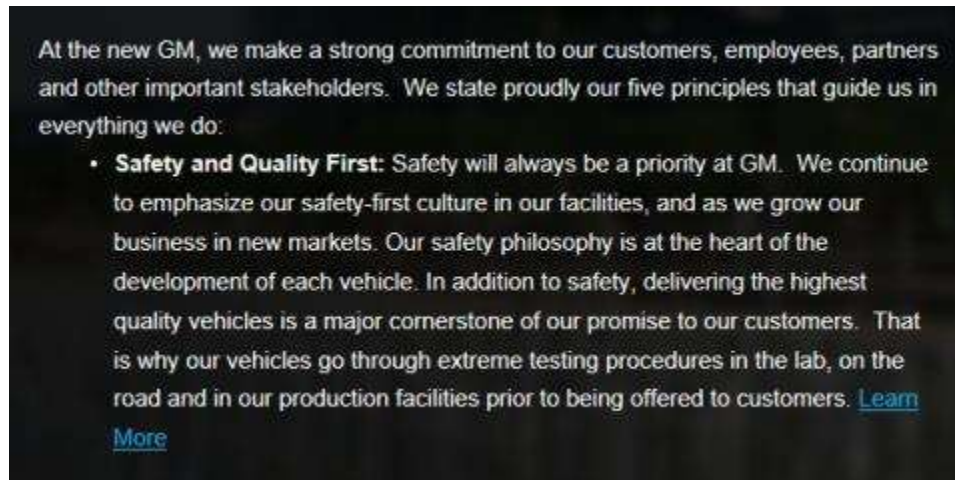 At the new GM, we make a strong commitment to our customers, employees, partners
and other important stakeholders.  We state proudly our five principles that guide us in
everything we do:
• Safety and Quality First: Safety will always be a priority at GM.  We continue
to emphasize our safety-first culture in our facilities, and as we grow our
business in new markets. Our safety philosophy is at the heart of the
development of each vehicle. In addition to safety, delivering the highest
quality vehicles is a major cornerstone of our promise to our customers.  That
is why our vehicles go through extreme testing procedures in the lab, on the
road and in our production facilities prior to being offered to customers. Learn
More